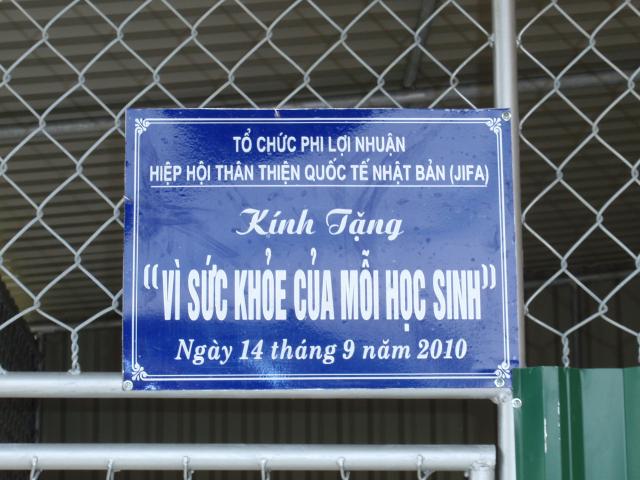 TỔ CHỨC PHI LỢI NHUẬN
HIỆP HỘI THÂN THIỆN QUỐC TẾ NHẬT BẢN (JIFA)
Kính Tặng
“VÌ SỨC KHỎE CỦA MỖI HỌC SINH”
Ngày 14 tháng 9 năm 2010